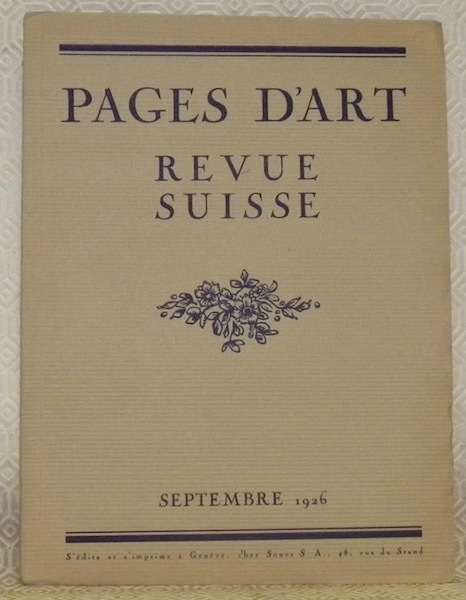 PAGES D'ART
REVUE
SUISSE
SEPTEMBRE 1926
S'édite et s'imprime à Genève, chez Sonor S A., 48, rue du Stand